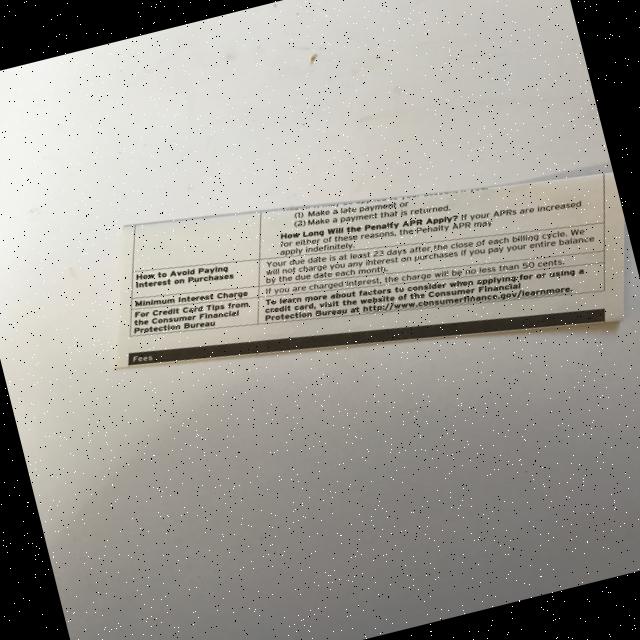 (1) Make a late payment or
(2) Make a payment that is returned.
How Long Will the Penalty APR Apply? If your APRs are increased
for either of these reasons, the Penalty APR may
apply indefinitely.
How to Avoid Paying
Interest on Purchases
Your due date is at least 23 days after the close of each billing cycle. We
will not charge you any interest on purchases if you pay your entire balance
by the due date each month.
Minimum Interest Charge
If you are charged interest, the charge will be no less than 50 cents.
For Credit Card Tips from
the Consumer Financial
Protection Bureau
To learn more about factors to consider when applying for or using a
credit card, visit the website of the Consumer Financial
Protection Bureau at http://www.consumerfinance.gov/learnmore.
Fees